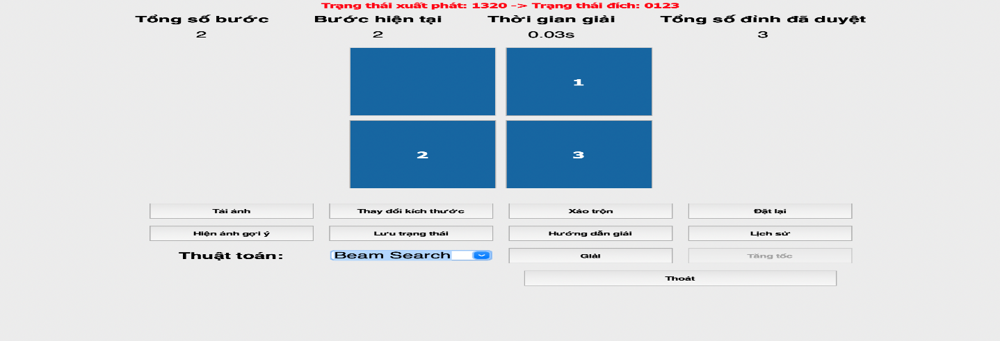 Trạng thái xuất phát: 1320 -> Trạng thái đích: 0123
Tổng số bước Bước hiện tại Thời gian giải Tổng số đỉnh đã duyệt
2 2 0.03s 3
1
2 3
Tải ảnh Thay đổi kích thước Xáo trộn Đặt lại
Hiện ảnh gợi ý Lưu trạng thái Hướng dẫn giải Lịch sử
Thuật toán: Beam Search Giải Tăng tốc
Thoát